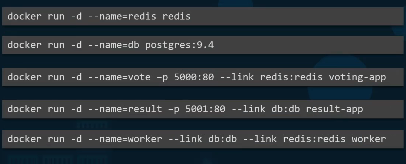 docker run -d --name=redis redis
docker run -d --name=db postgres:9.4
docker run -d --name=vote -p 5000:80 --link redis:redis voting-app
docker run -d --name=result -p 5001:80 --link db:db result-app
docker run -d --name=worker --link db:db --link redis:redis worker